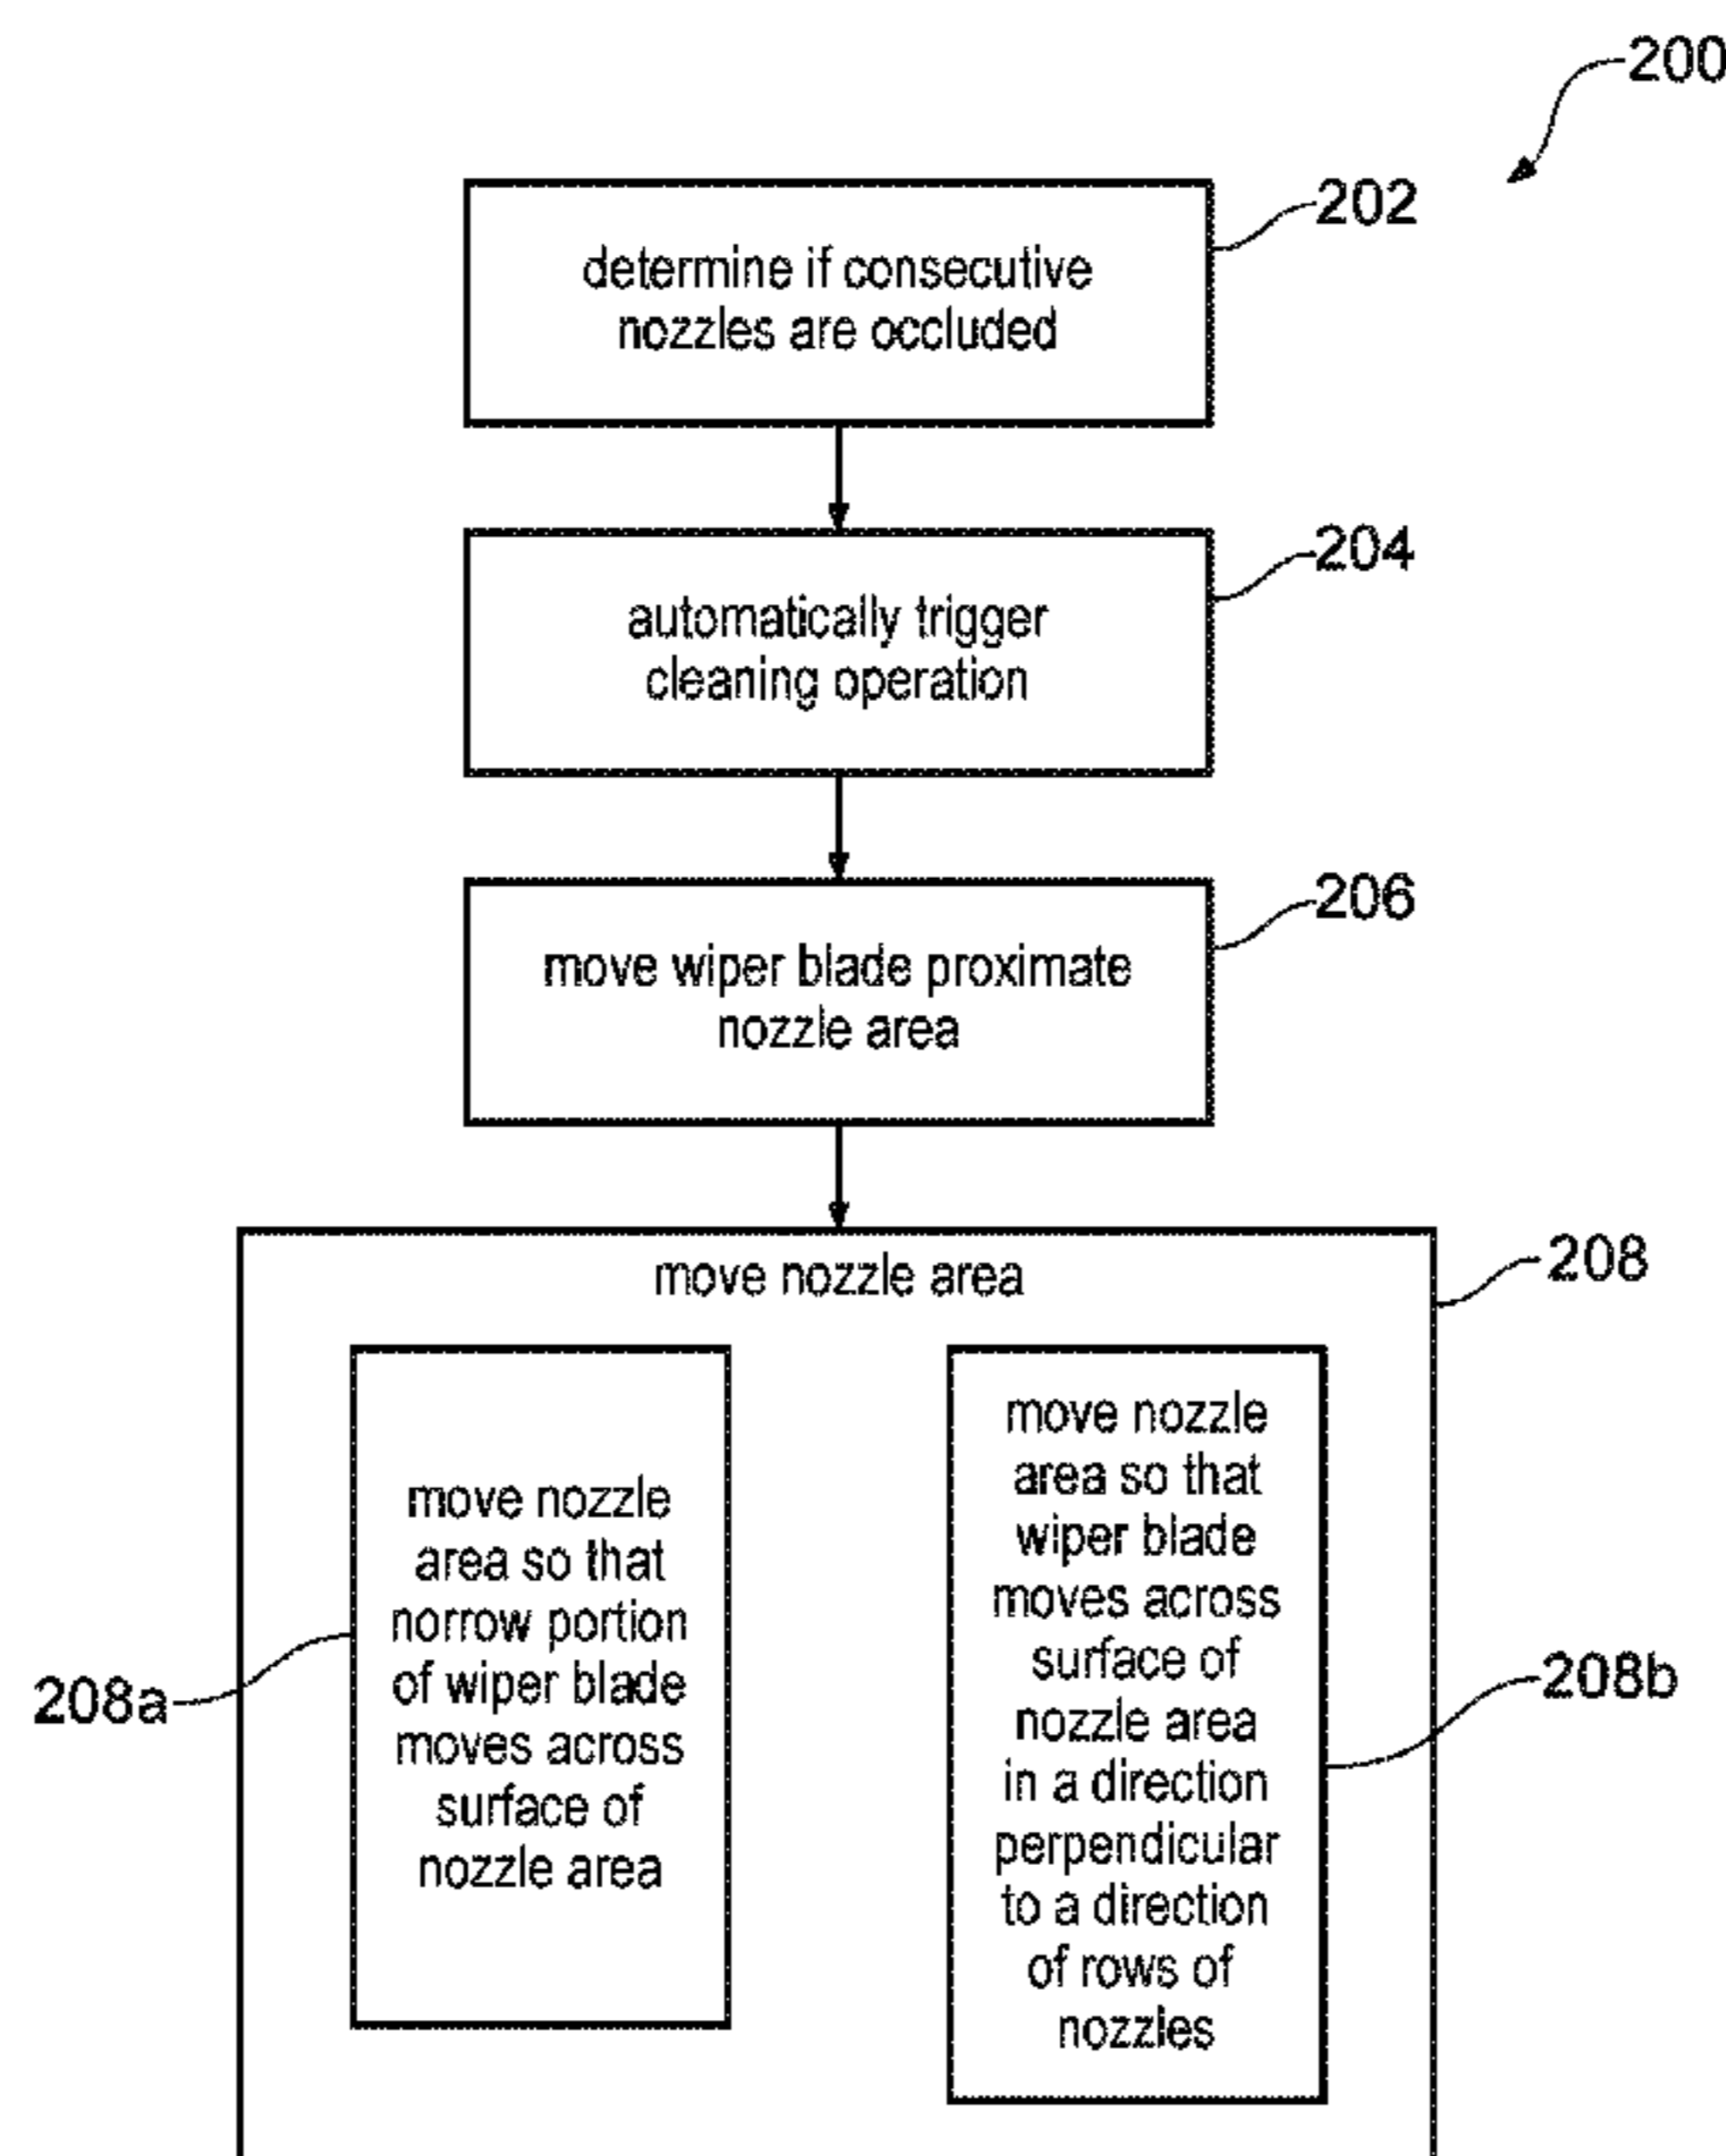 200
202
determine if consecutive
nozzles are occluded
204
automatically trigger
cleaning operation
206
move wiper blade proximate
nozzle area
208
move nozzle area
208a
move nozzle
area so that
norrow portion
of wiper blade
moves across
surface of
nozzle area
208b
move nozzle
area so that
wiper blade
moves across
surface of
nozzle area
in a direction
perpendicular
to a direction
of rows of
nozzles